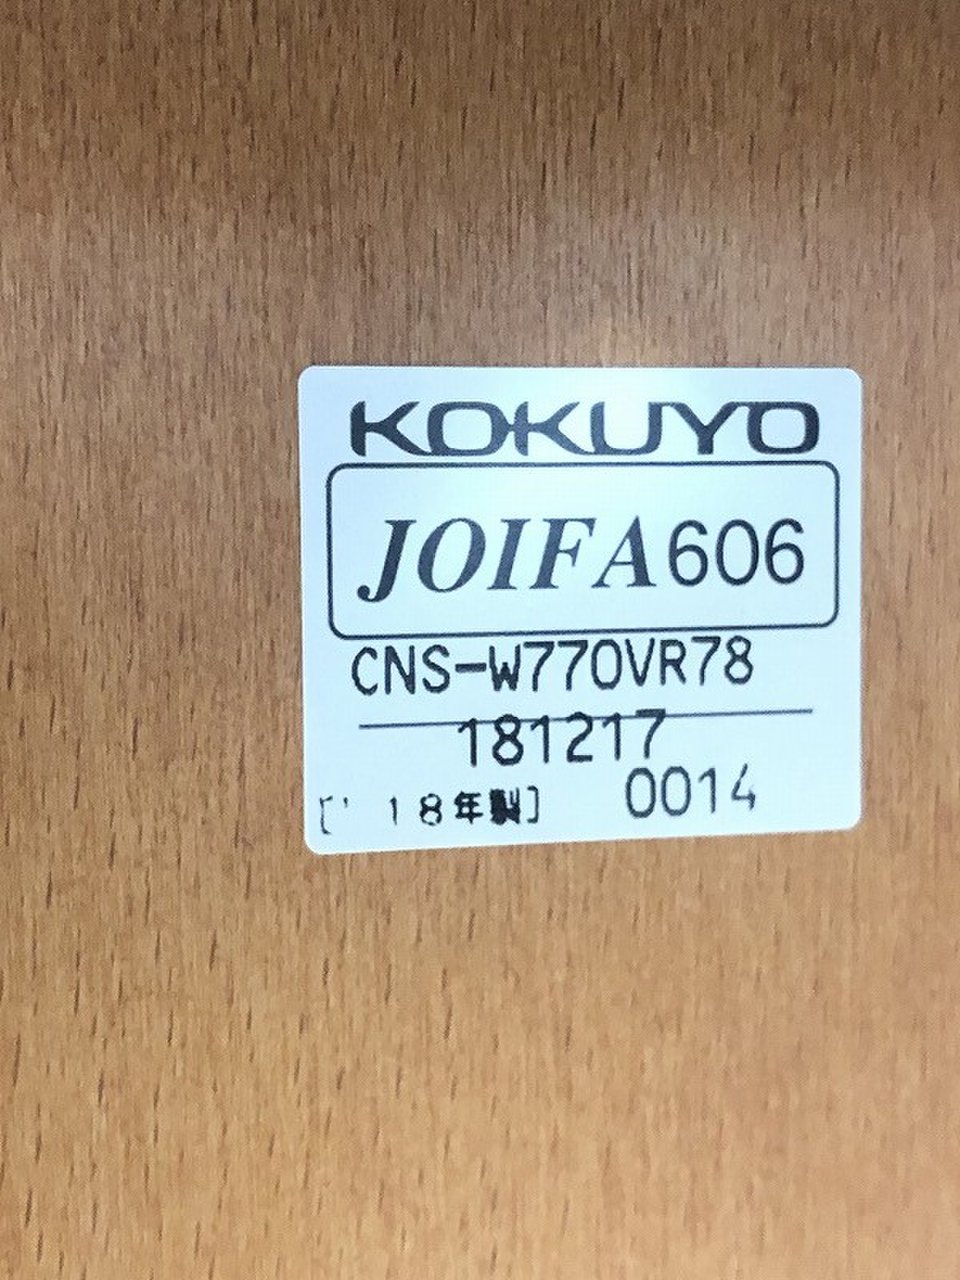 KOKUYO
JOIFA606
CNS-W770VR78
181217
['18年製] 0014